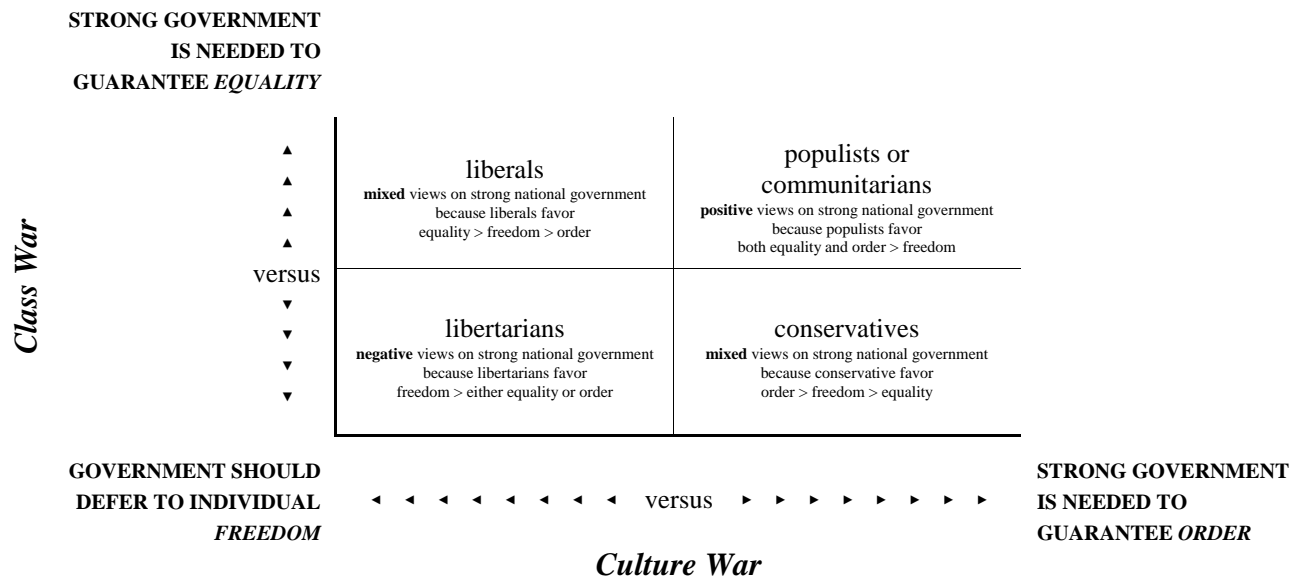 STRONG GOVERNMENT
IS NEEDED TO
GUARANTEE EQUALITY
Class War
versus
liberals
mixed views on strong national government
because liberals favor
equality > freedom > order
populists or
communitarians
positive views on strong national government
because populists favor
both equality and order > freedom
libertarians
negative views on strong national government
because libertarians favor
freedom > either equality or order
conservatives
mixed views on strong national government
because conservative favor
order > freedom > equality
GOVERNMENT SHOULD
DEFER TO INDIVIDUAL
FREEDOM
versus
STRONG GOVERNMENT
IS NEEDED TO
GUARANTEE ORDER
Culture War